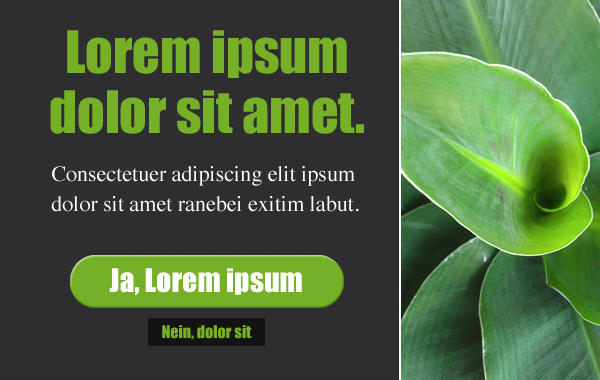 Lorem ipsum
dolor sit amet.
Consectetuer adipiscing elit ipsum
dolor sit amet ranebei exitim labut.
Ja, Lorem ipsum
Nein, dolor sit